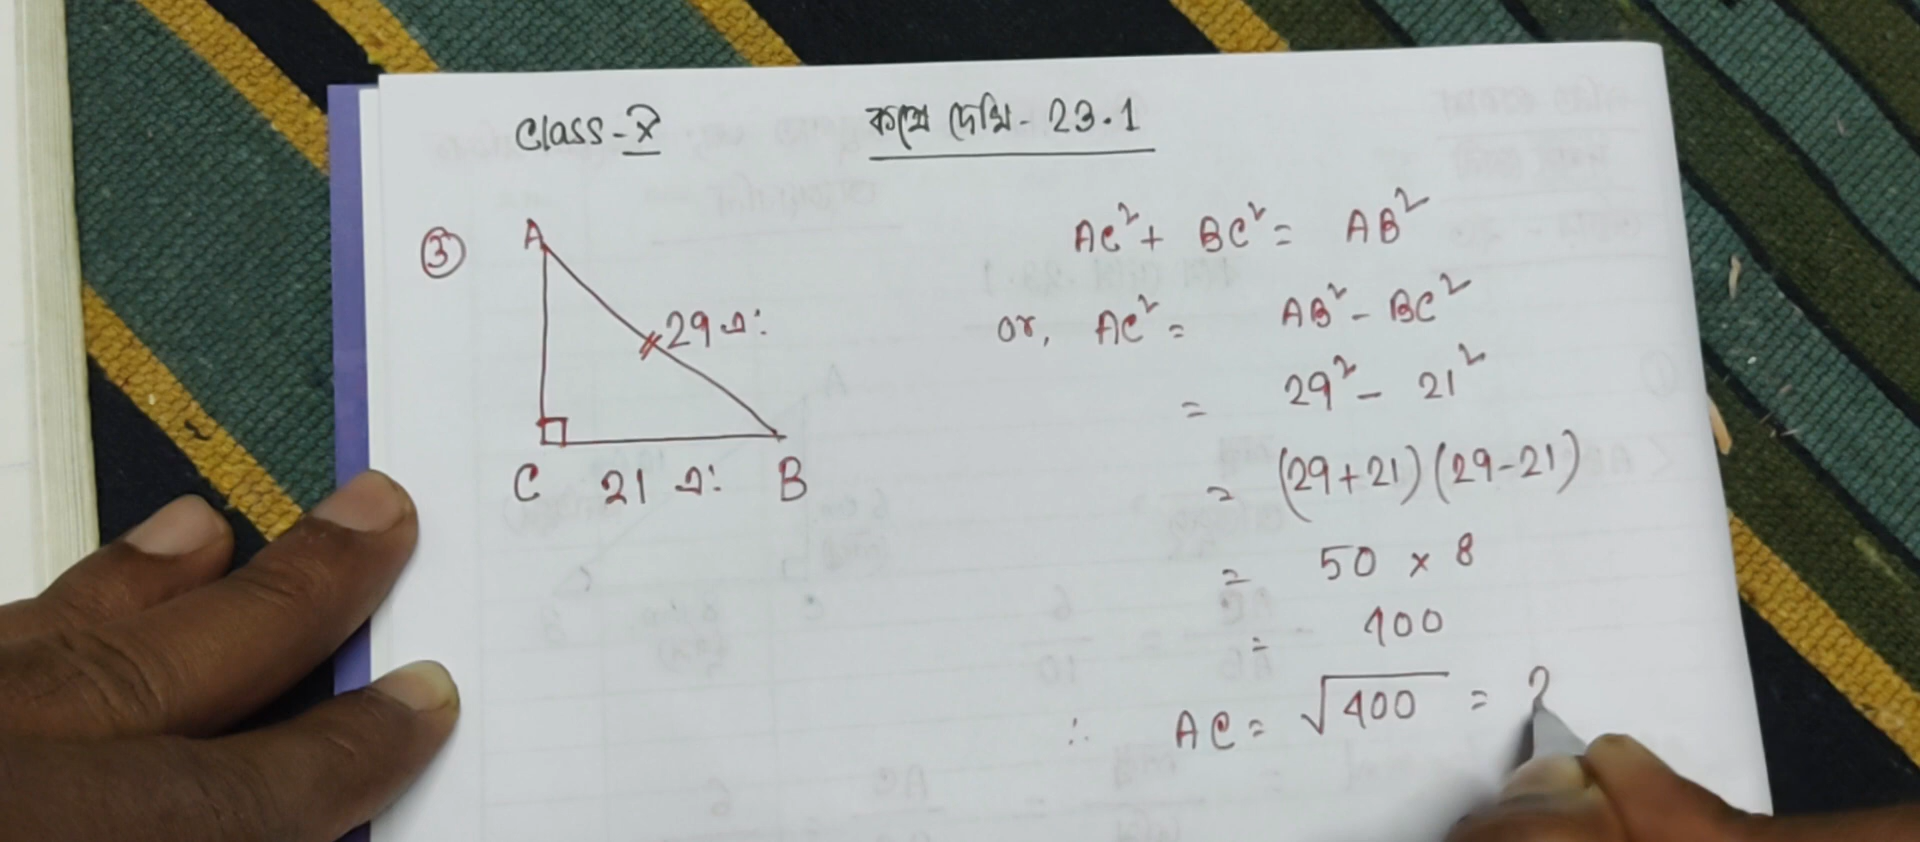 Class-X কষে দেখি- 23.1
③ A
29 এ:
C 21 এ: B
AC² + BC² = AB²
or, AC² = AB² - BC²
= 29² - 21²
= (29+21) (29-21)
= 50 × 8
= 400
∴ AC = √400 = 2